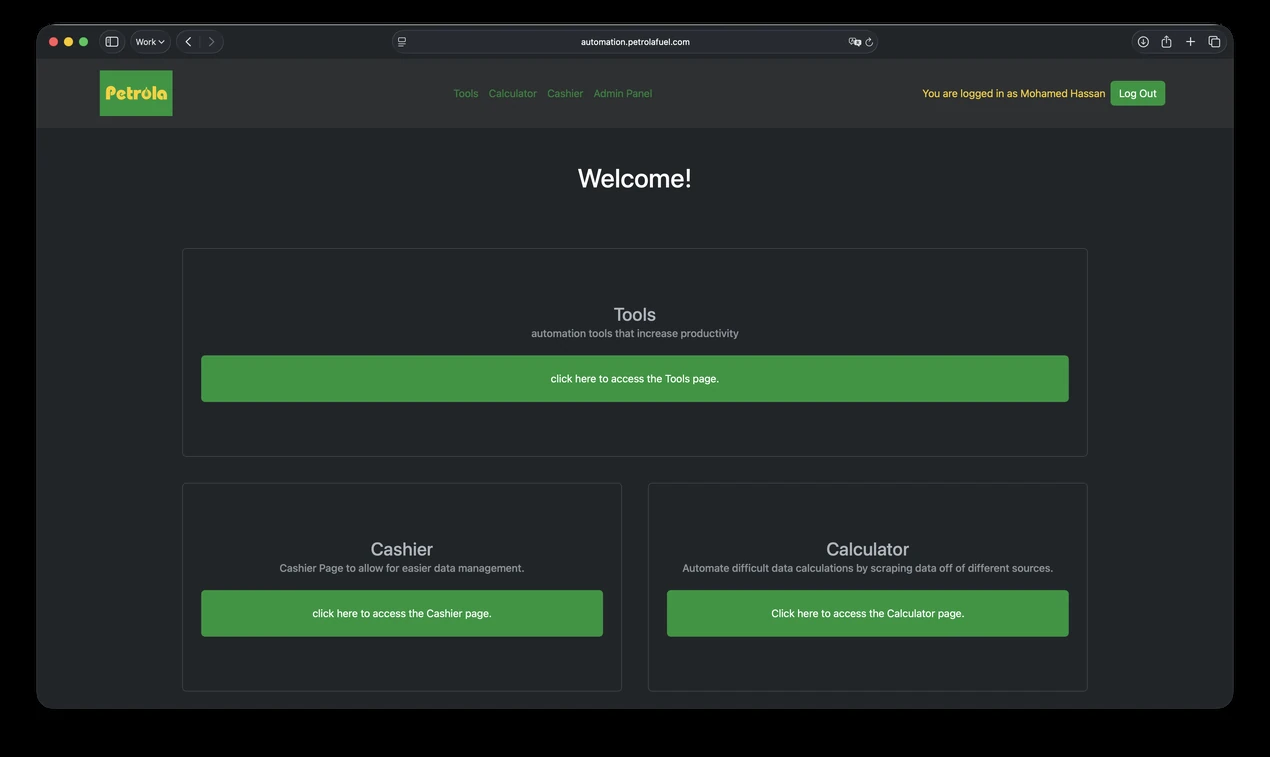 Work
automation.petrolafuel.com
Petrola
Tools Calculator Cashier Admin Panel
You are logged in as Mohamed Hassan Log Out
Welcome!
Tools
automation tools that increase productivity
click here to access the Tools page.
Cashier
Cashier Page to allow for easier data management.
click here to access the Cashier page.
Calculator
Automate difficult data calculations by scraping data off of different sources.
Click here to access the Calculator page.